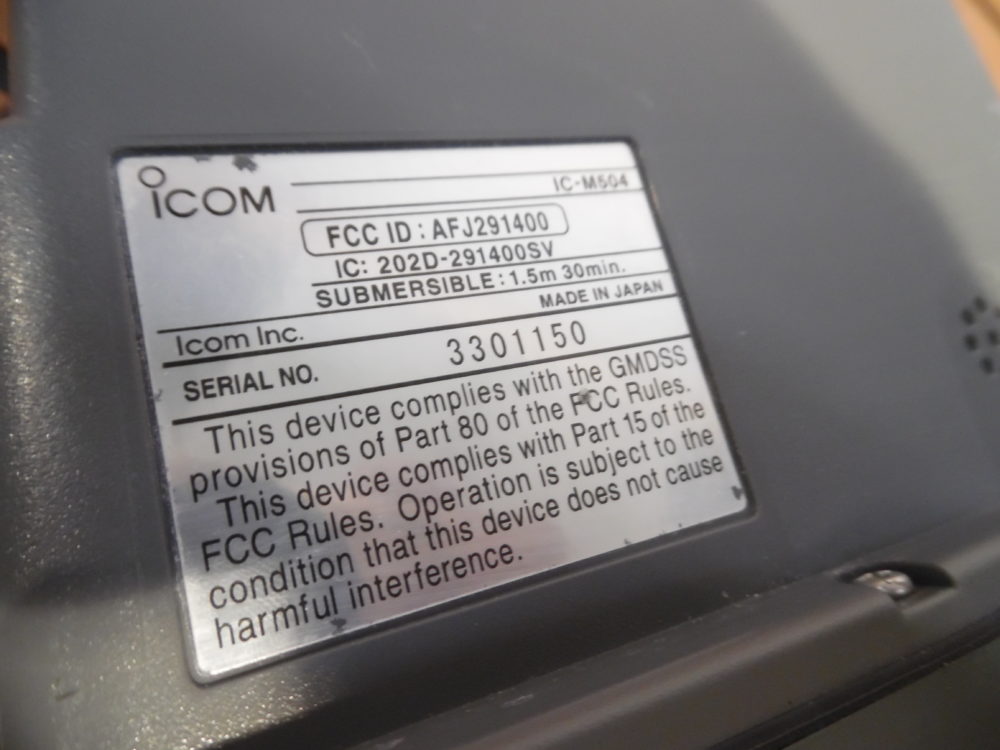 ICOM
IC-M504
FCC ID : AFJ291400
IC: 202D-291400SV
SUBMERSIBLE : 1.5m 30min.
Icom Inc. MADE IN JAPAN
SERIAL NO. 3301150
This device complies with the GMDSS
provisions of Part 80 of the FCC Rules.
This device complies with Part 15 of the
FCC Rules. Operation is subject to the
condition that this device does not cause
harmful interference.